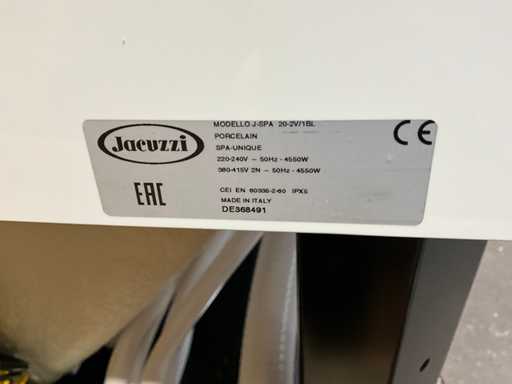 Jacuzzi
MODELLO J-SPA 20-2V/1BL
PORCELAIN
SPA-UNIQUE
220-240V ~ 50Hz - 4550W
380-415V 2N ~ 50Hz - 4550W
CEI EN 60335-2-60 IPX5
MADE IN ITALY
DE368491
EAC
CE